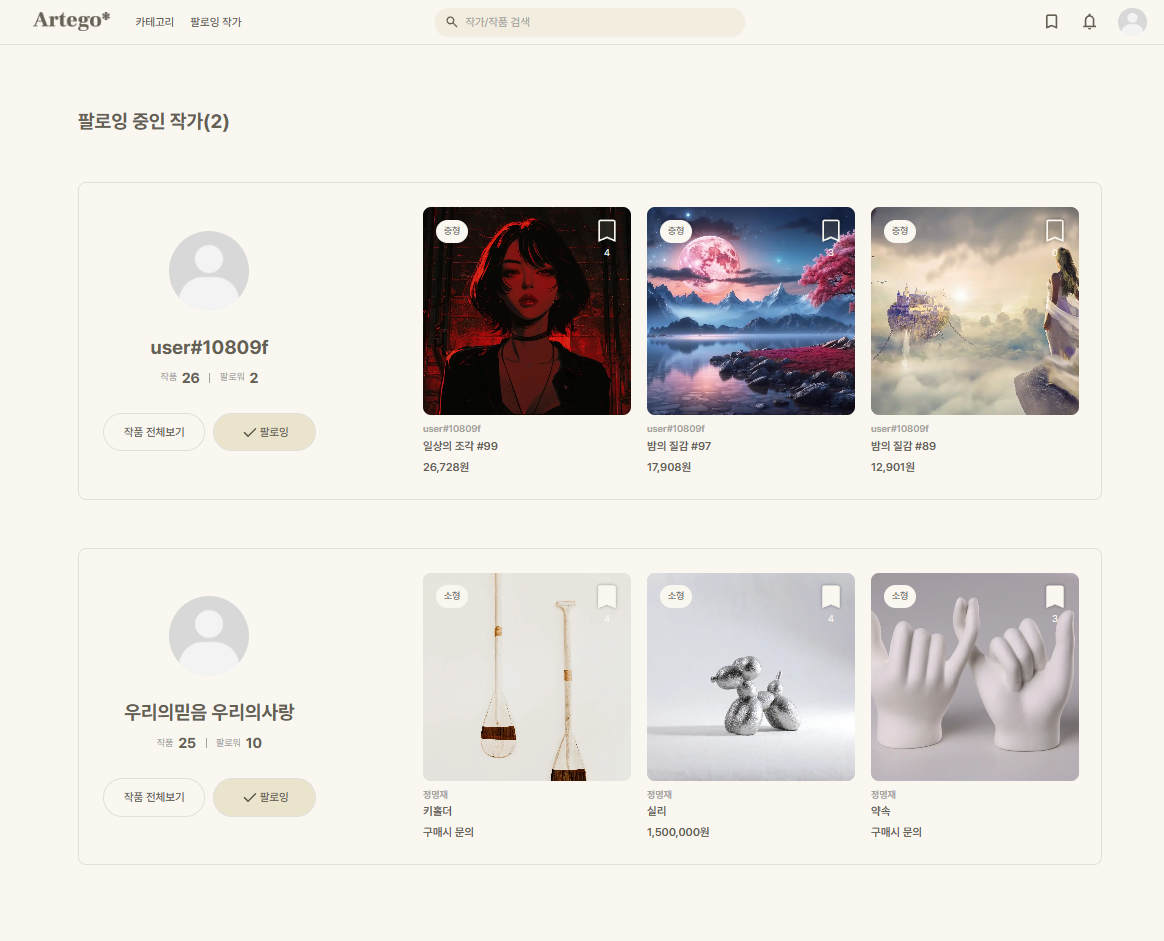 Artego*
카테고리 팔로잉 작가
작가/작품 검색
팔로잉 중인 작가(2)
user#10809f
작품 26 | 팔로워 2
작품 전체보기
팔로잉
중형
4
user#10809f
일상의 조각 #99
26,728원
중형
3
user#10809f
밤의 질감 #97
17,908원
중형
user#10809f
밤의 질감 #89
12,901원
우리의믿음 우리의사랑
작품 25 | 팔로워 10
작품 전체보기
팔로잉
소형
4
정명재
키홀더
구매시 문의
소형
4
정명재
실리
1,500,000원
소형
3
정명재
약속
구매시 문의